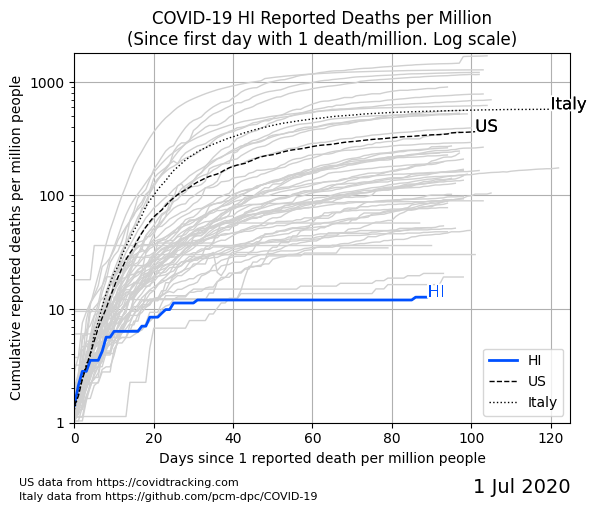 COVID-19 HI Reported Deaths per Million
(Since first day with 1 death/million. Log scale)
Cumulative reported deaths per million people
1000
100
10
1
Italy
US
HI
HI
US
Italy
0
20
40
60
80
100
120
Days since 1 reported death per million people
US data from https://covidtracking.com
Italy data from https://github.com/pcm-dpc/COVID-19
1 Jul 2020